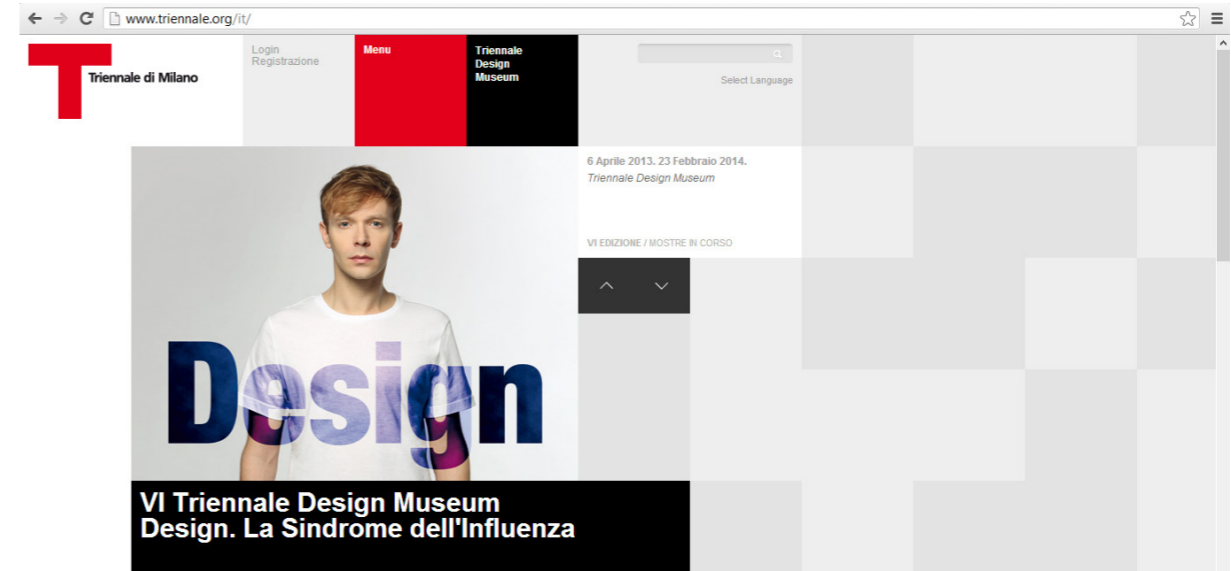 www.triennale.org/it/
Triennale di Milano
Login
Registrazione
Menu
Triennale
Design
Museum
Select Language
6 Aprile 2013. 23 Febbraio 2014.
Triennale Design Museum
VI EDIZIONE / MOSTRE IN CORSO
Design
VI Triennale Design Museum
Design. La Sindrome dell'Influenza